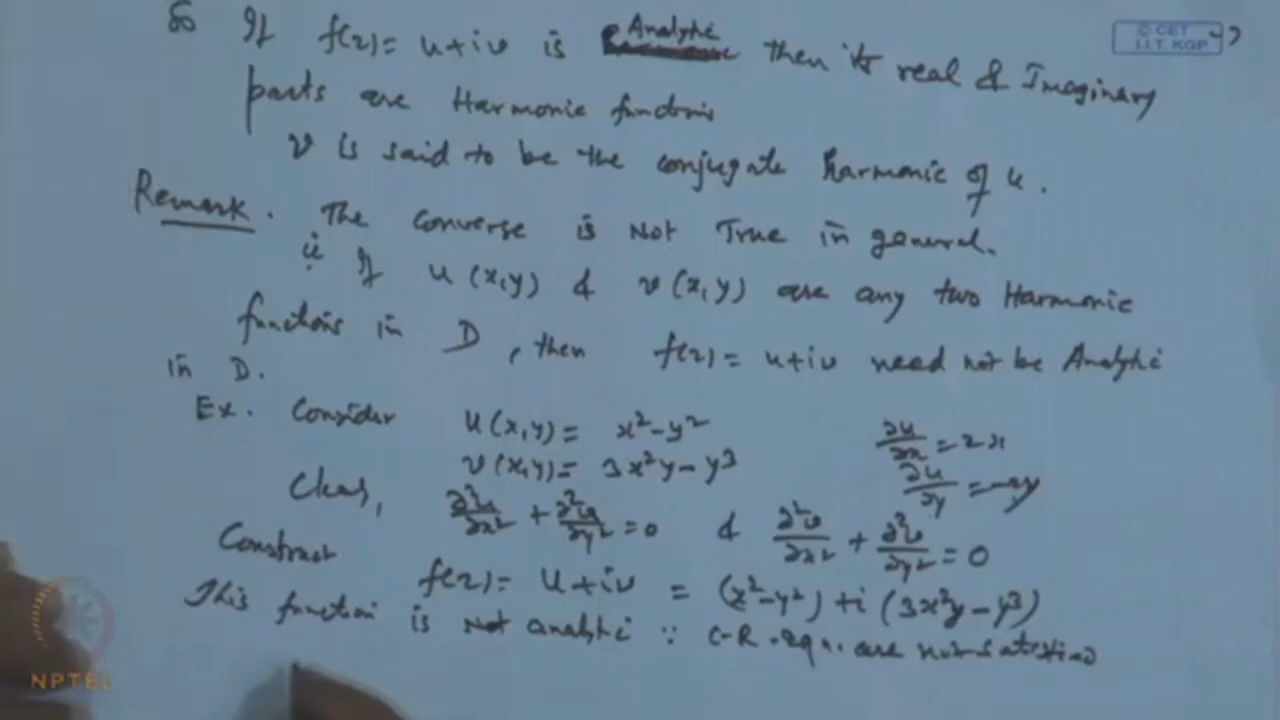 So If f(z) = u+iv is Analytic then its real & Imaginary
parts are Harmonic functions
v is said to be the conjugate Harmonic of u.
Remark. The converse is Not True in general.
ie If u(x,y) & v(x,y) are any two Harmonic
functions in D, then f(z) = u+iv need not be Analytic
in D.
Ex. Consider u(x,y) = x²-y² ∂u/∂x = 2x
v(x,y) = 3x²y - y³ ∂u/∂y = -2y
Clearly, ∂²u/∂x² + ∂²u/∂y² = 0 & ∂²v/∂x² + ∂²v/∂y² = 0
Construct f(z) = u+iv = (x²-y²) + i(3x²y-y³)
This function is Not analytic ∵ C-R. eqn. are not satisfied
© CET
I.I.T. KGP
NPTEL